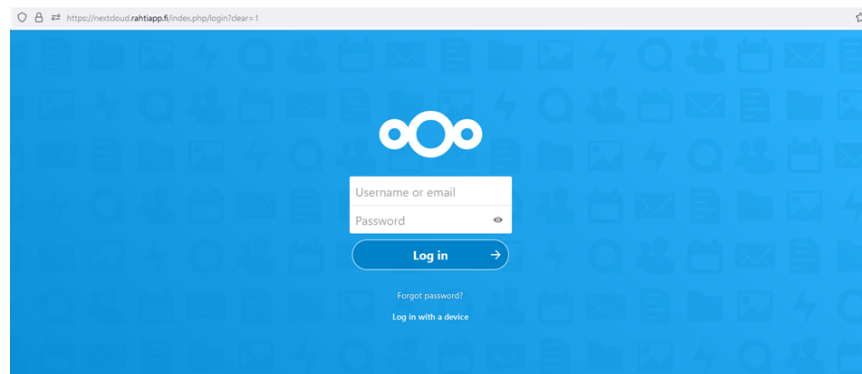 https://nextcloud.rahtiapp.fi/index.php/login?clear=1
Username or email
Password
Log in
Forgot password?
Log in with a device